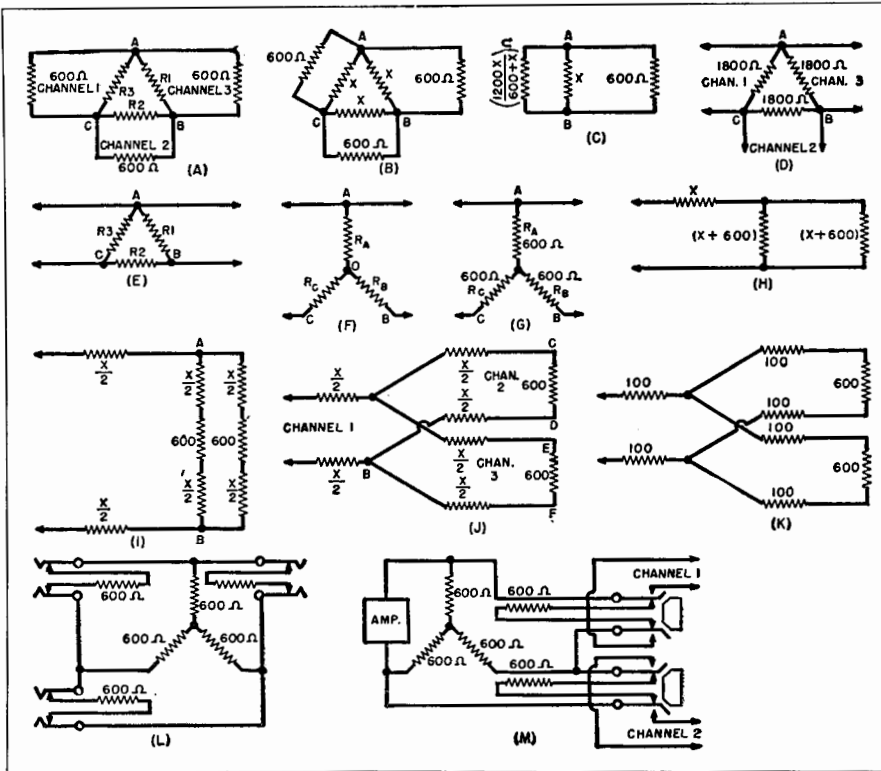 A
600Ω
CHANNEL 1
R3
R1
600Ω
CHANNEL 3
R2
C
B
CHANNEL 2
600Ω
(A)
A
600Ω
X
X
600Ω
C
X
B
600Ω
(B)
A
(1200X/600+X)Ω
X
600Ω
B
(C)
A
1800Ω
CHAN. 1
1800Ω
CHAN. 3
1800Ω
C
B
CHANNEL 2
(D)
A
R3
R1
C
R2
B
(E)
A
RA
O
RC
RB
C
B
(F)
A
RA
600Ω
600Ω
600Ω
RC
RB
C
B
(G)
X
(X+600)
(X+600)
(H)
X/2
A
X/2
X/2
600
600
X/2
X/2
X/2
B
(I)
C
X/2
CHAN. 2
600
X/2
X/2
D
CHANNEL 1
E
X/2
B
X/2
CHAN. 3
600
X/2
F
(J)
100
100
600
100
100
100
600
100
(K)
600Ω
600Ω
600Ω
600Ω
600Ω
600Ω
(L)
CHANNEL 1
600Ω
600Ω
AMP.
600Ω
600Ω
600Ω
CHANNEL 2
(M)